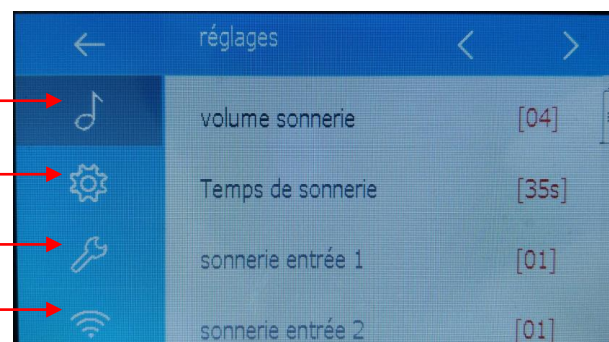 réglages
volume sonnerie [04]
Temps de sonnerie [35s]
sonnerie entrée 1 [01]
sonnerie entrée 2 [01]